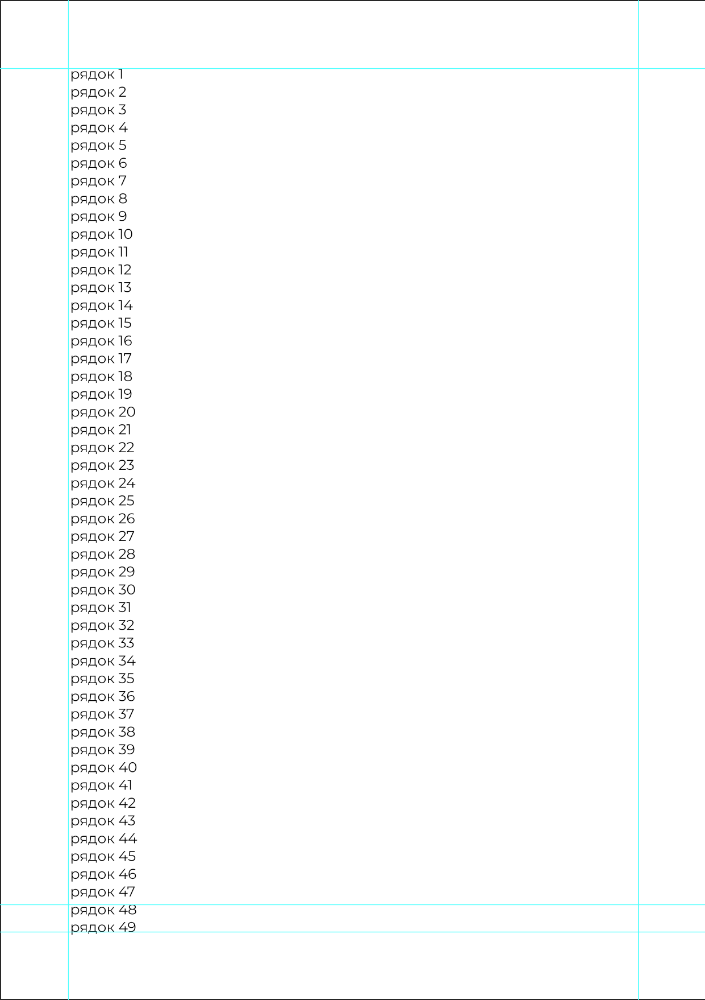 рядок 1
рядок 2
рядок 3
рядок 4
рядок 5
рядок 6
рядок 7
рядок 8
рядок 9
рядок 10
рядок 11
рядок 12
рядок 13
рядок 14
рядок 15
рядок 16
рядок 17
рядок 18
рядок 19
рядок 20
рядок 21
рядок 22
рядок 23
рядок 24
рядок 25
рядок 26
рядок 27
рядок 28
рядок 29
рядок 30
рядок 31
рядок 32
рядок 33
рядок 34
рядок 35
рядок 36
рядок 37
рядок 38
рядок 39
рядок 40
рядок 41
рядок 42
рядок 43
рядок 44
рядок 45
рядок 46
рядок 47
рядок 48
рядок 49